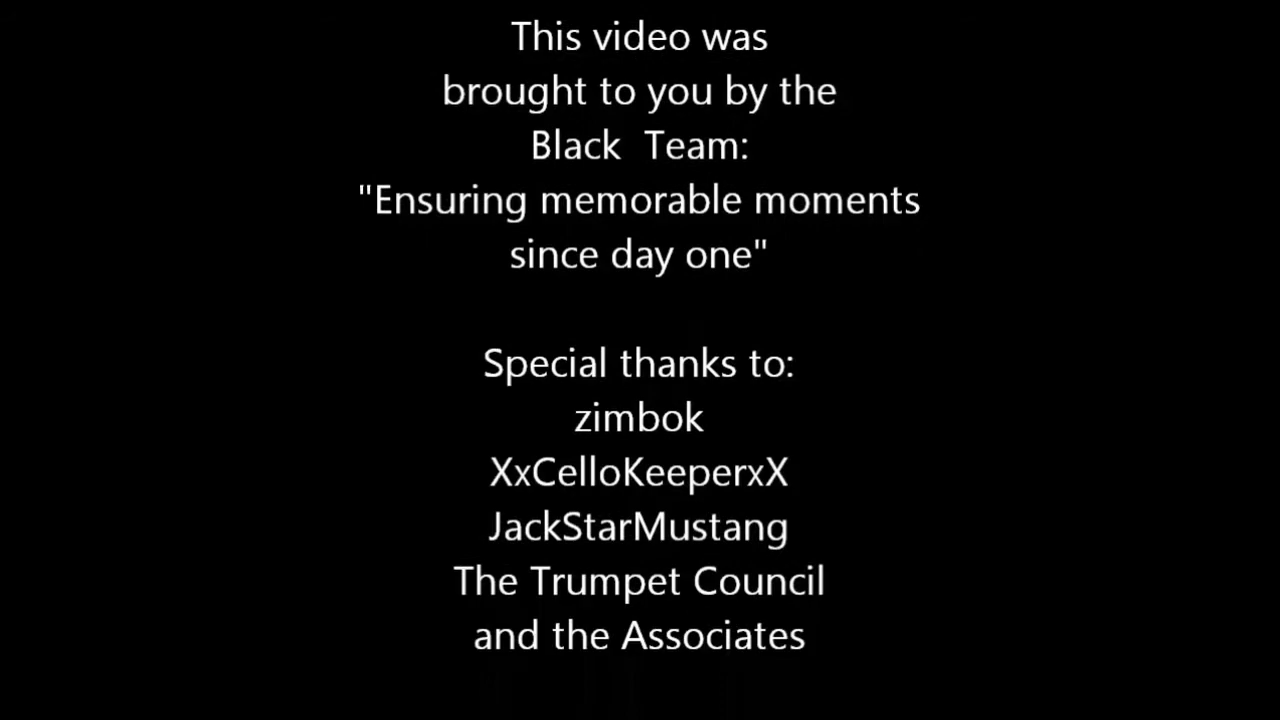 This video was
brought to you by the
Black  Team:
"Ensuring memorable moments
since day one"
Special thanks to:
zimbok
XxCelloKeeperxX
JackStarMustang
The Trumpet Council
and the Associates